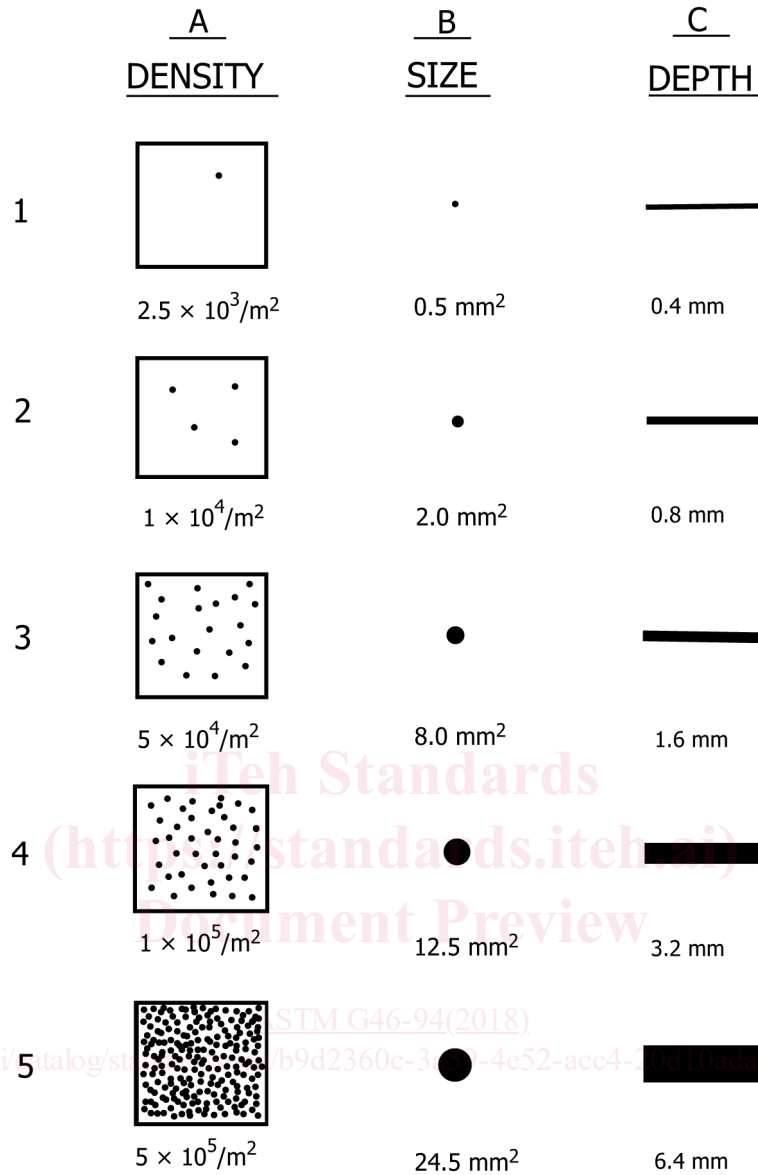 A B C
DENSITY SIZE DEPTH
1
2.5 × 10³/m² 0.5 mm² 0.4 mm
2
1 × 10⁴/m² 2.0 mm² 0.8 mm
3
5 × 10⁴/m² 8.0 mm² 1.6 mm
iTeh Standards
4
(https://standards.iteh.ai)
Document Preview
1 × 10⁵/m² 12.5 mm² 3.2 mm
ASTM G46-94(2018)
5
5 × 10⁵/m² 24.5 mm² 6.4 mm